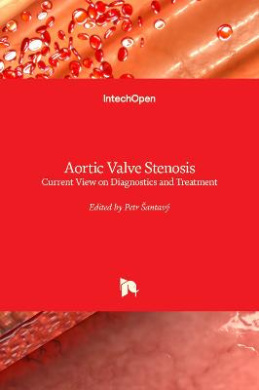 IntechOpen
Aortic Valve Stenosis
Current View on Diagnostics and Treatment
Edited by Petr Šantavý